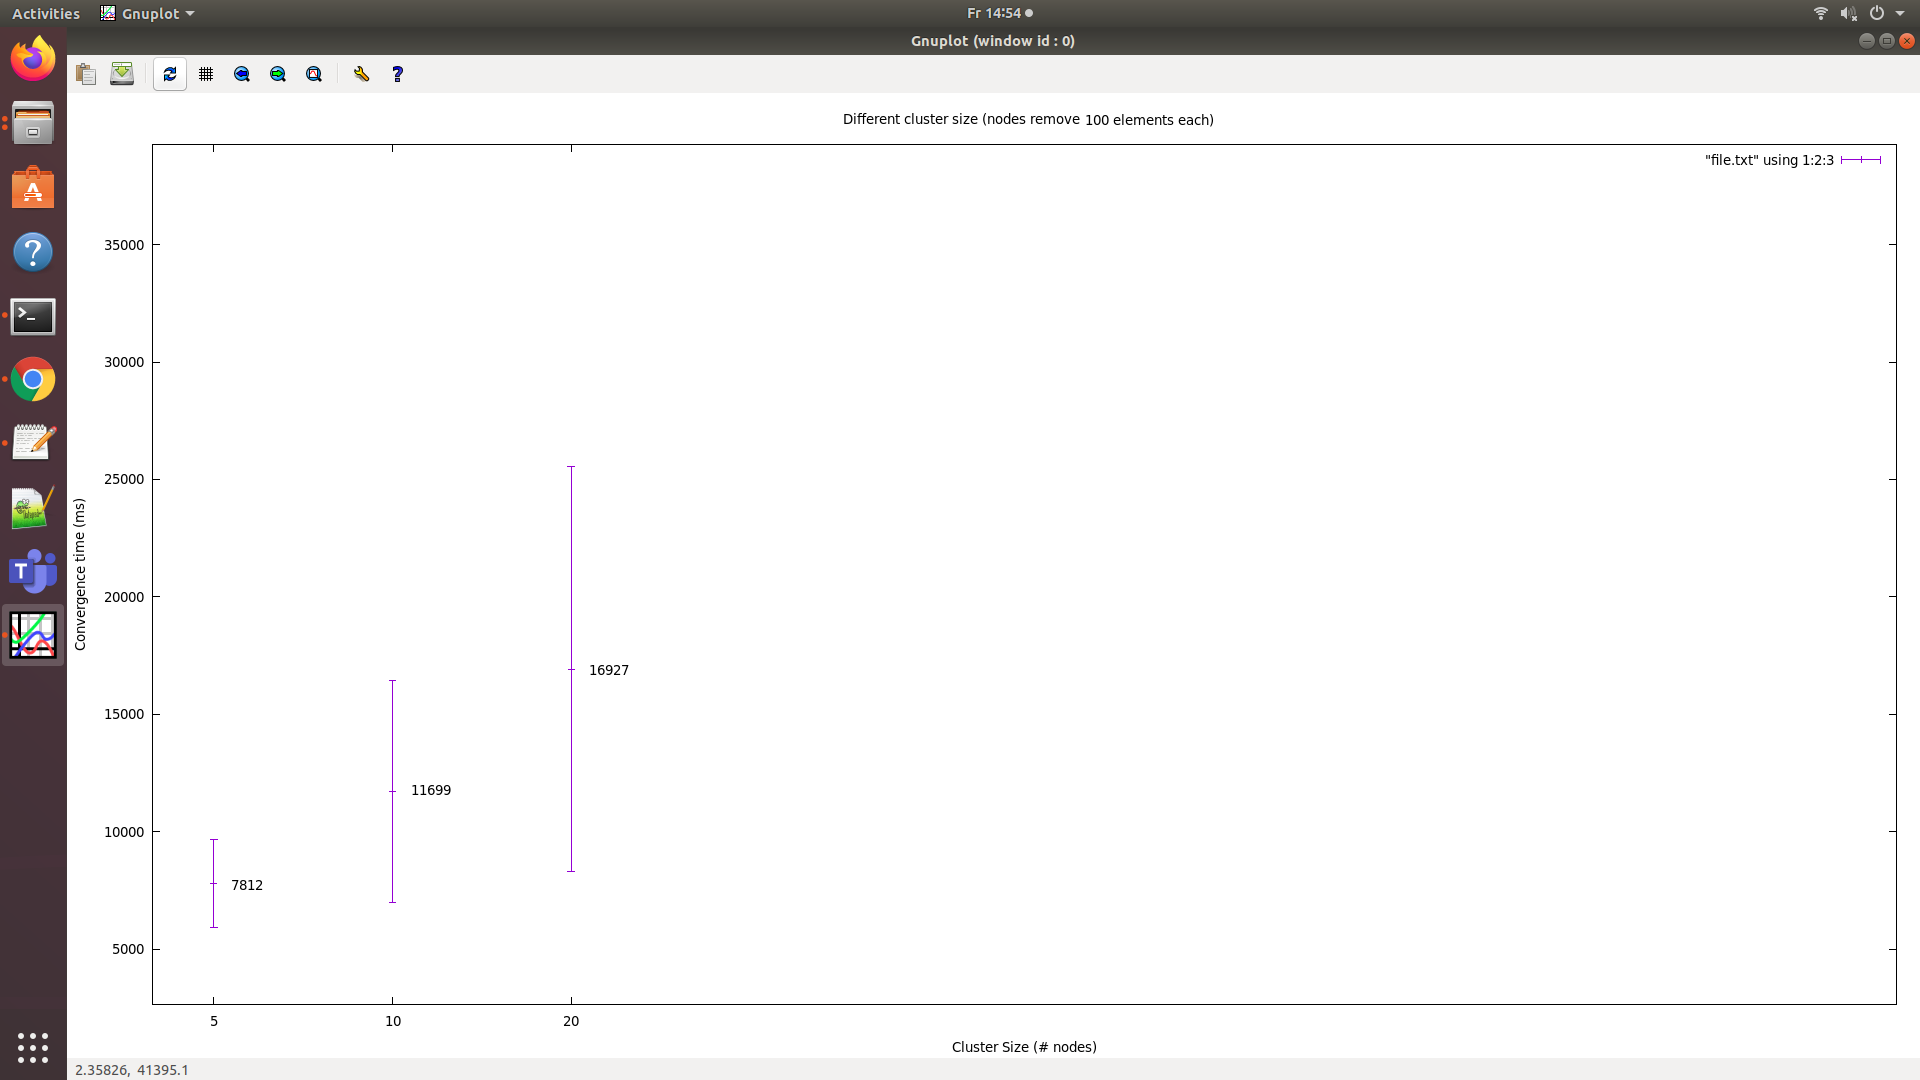 Activities Gnuplot Fr 14:54
Gnuplot (window id : 0)
Different cluster size (nodes remove 100 elements each)
"file.txt" using 1:2:3
35000
30000
25000
20000
15000
10000
5000
Convergence time (ms)
16927
11699
7812
5 10 20
Cluster Size (# nodes)
2.35826, 41395.1